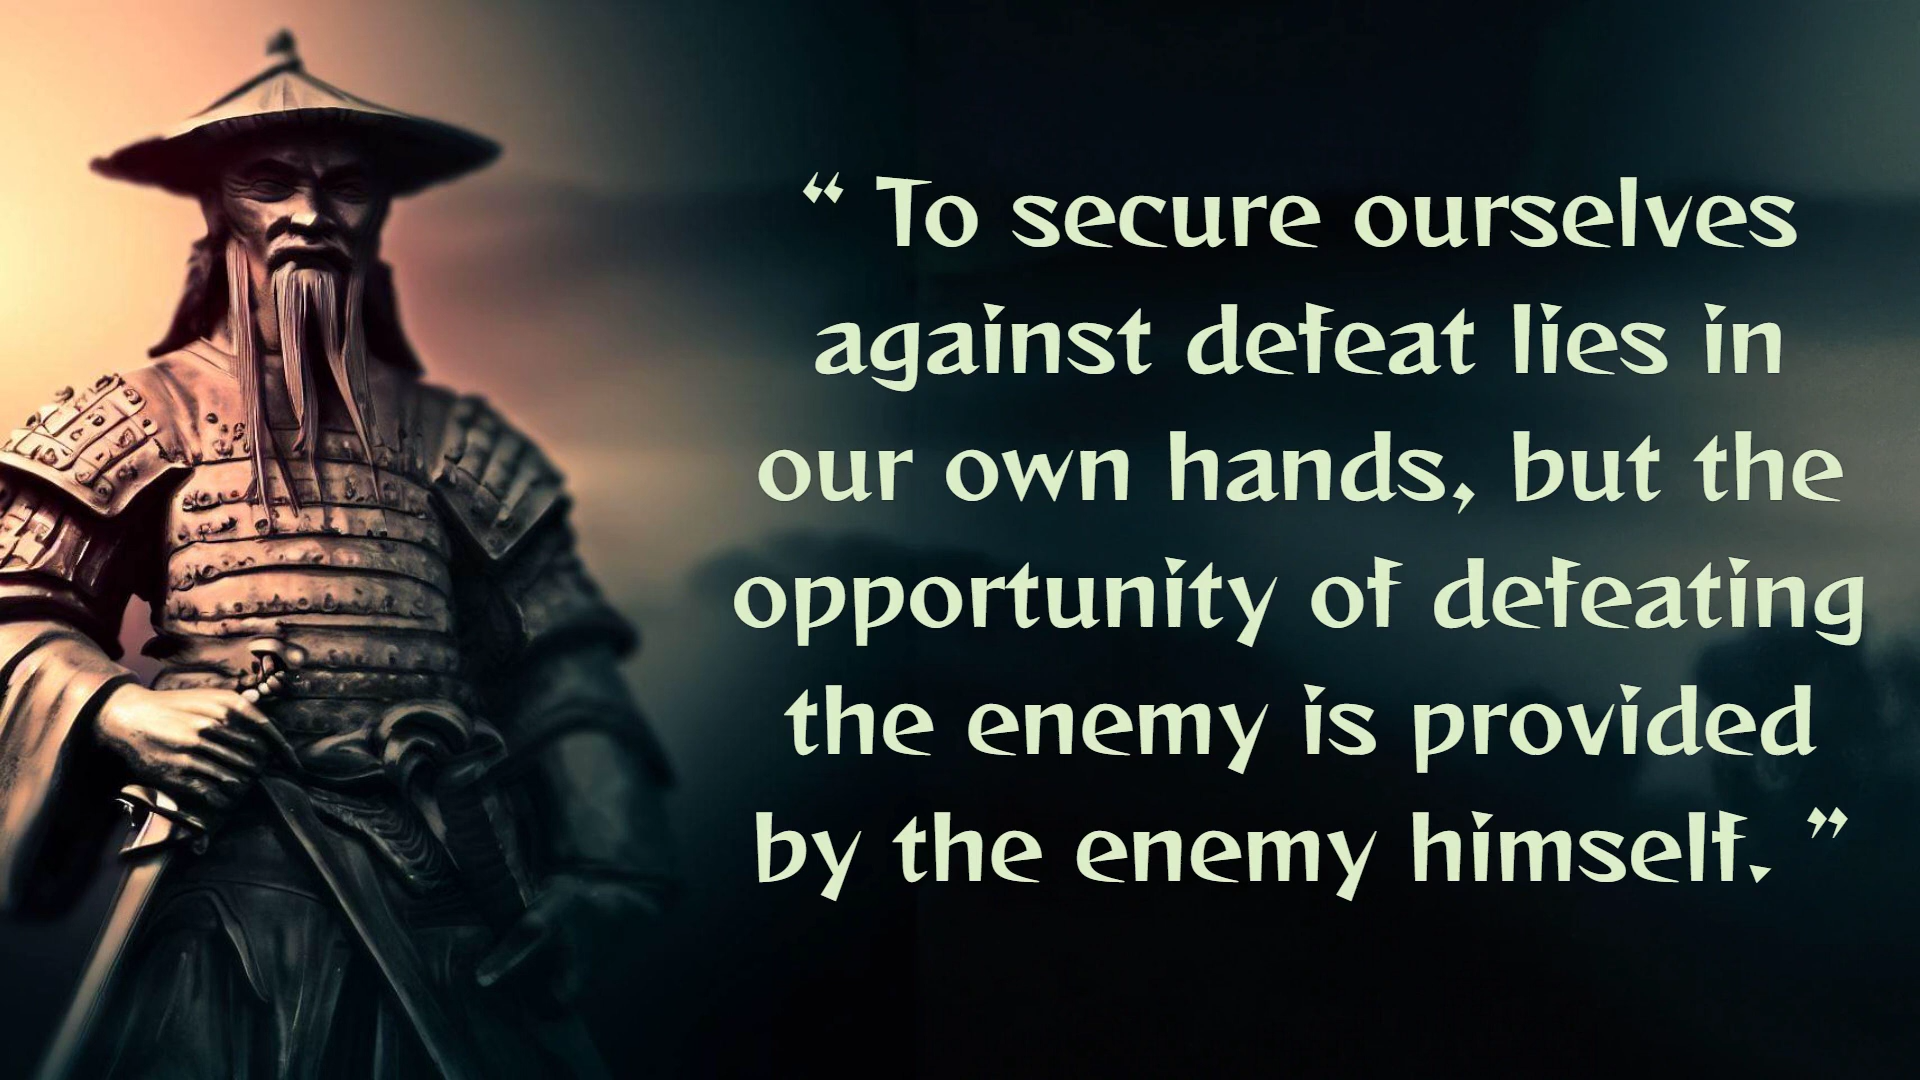 “ To secure ourselves
against defeat lies in
our own hands, but the
opportunity of defeating
the enemy is provided
by the enemy himself. ”